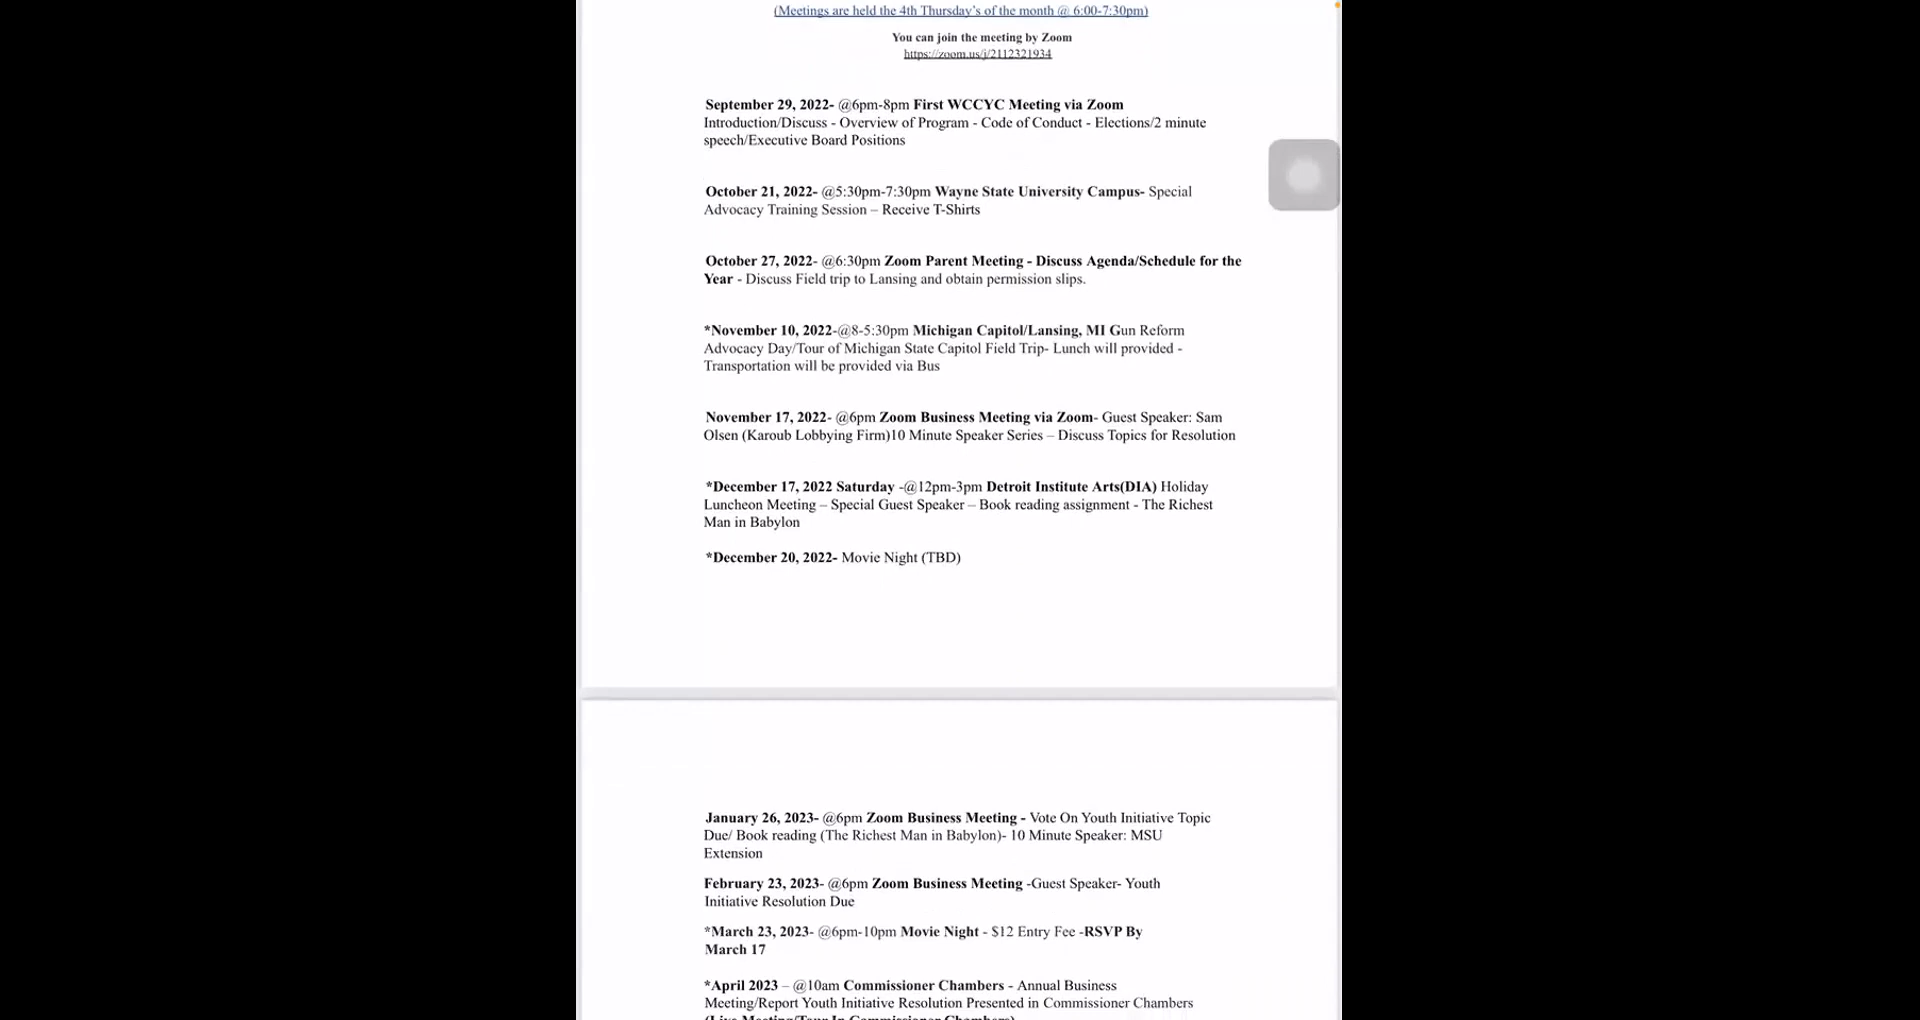 (Meetings are held the 4th Thursday's of the month @ 6:00-7:30pm)
You can join the meeting by Zoom
https://zoom.us/j/2112321934
September 29, 2022- @6pm-8pm First WCCYC Meeting via Zoom
Introduction/Discuss - Overview of Program - Code of Conduct - Elections/2 minute
speech/Executive Board Positions
October 21, 2022- @5:30pm-7:30pm Wayne State University Campus- Special
Advocacy Training Session – Receive T-Shirts
October 27, 2022- @6:30pm Zoom Parent Meeting - Discuss Agenda/Schedule for the
Year - Discuss Field trip to Lansing and obtain permission slips.
*November 10, 2022-@8-5:30pm Michigan Capitol/Lansing, MI Gun Reform
Advocacy Day/Tour of Michigan State Capitol Field Trip- Lunch will provided -
Transportation will be provided via Bus
November 17, 2022- @6pm Zoom Business Meeting via Zoom- Guest Speaker: Sam
Olsen (Karoub Lobbying Firm)10 Minute Speaker Series – Discuss Topics for Resolution
*December 17, 2022 Saturday -@12pm-3pm Detroit Institute Arts(DIA) Holiday
Luncheon Meeting – Special Guest Speaker – Book reading assignment - The Richest
Man in Babylon
*December 20, 2022- Movie Night (TBD)
January 26, 2023- @6pm Zoom Business Meeting - Vote On Youth Initiative Topic
Due/ Book reading (The Richest Man in Babylon)- 10 Minute Speaker: MSU
Extension
February 23, 2023- @6pm Zoom Business Meeting -Guest Speaker- Youth
Initiative Resolution Due
*March 23, 2023- @6pm-10pm Movie Night - $12 Entry Fee -RSVP By
March 17
*April 2023 – @10am Commissioner Chambers - Annual Business
Meeting/Report Youth Initiative Resolution Presented in Commissioner Chambers
(Live Meeting/Tour In Commissioner Chambers)